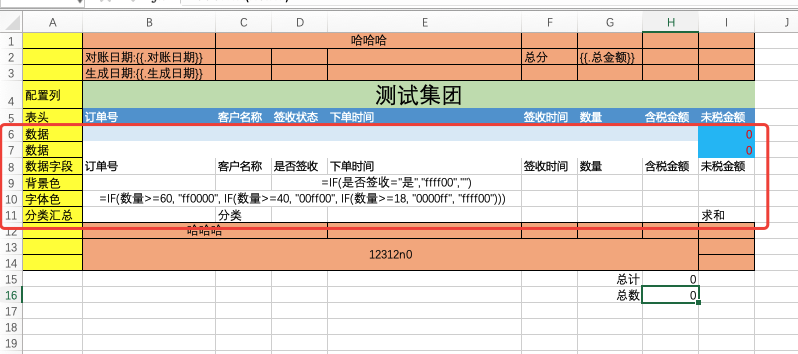 A B C D E F G H I J
1 哈哈哈
2 对账日期:{{.对账日期}} 总分 {{.总金额}}
3 生成日期:{{.生成日期}}
4 配置列 测试集团
5 表头 订单号 客户名称 签收状态 下单时间 签收时间 数量 含税金额 未税金额
6 数据 0
7 数据 0
8 数据字段 订单号 客户名称 是否签收 下单时间 签收时间 数量 含税金额 未税金额
9 背景色 =IF(是否签收="是","ffff00","")
10 字体色 =IF(数量>=60, "ff0000", IF(数量>=40, "00ff00", IF(数量>=18, "0000ff", "ffff00")))
11 分类汇总 分类 求和
12 哈哈哈
13
14 12312n0
15 总计 0
16 总数 0
17
18
19